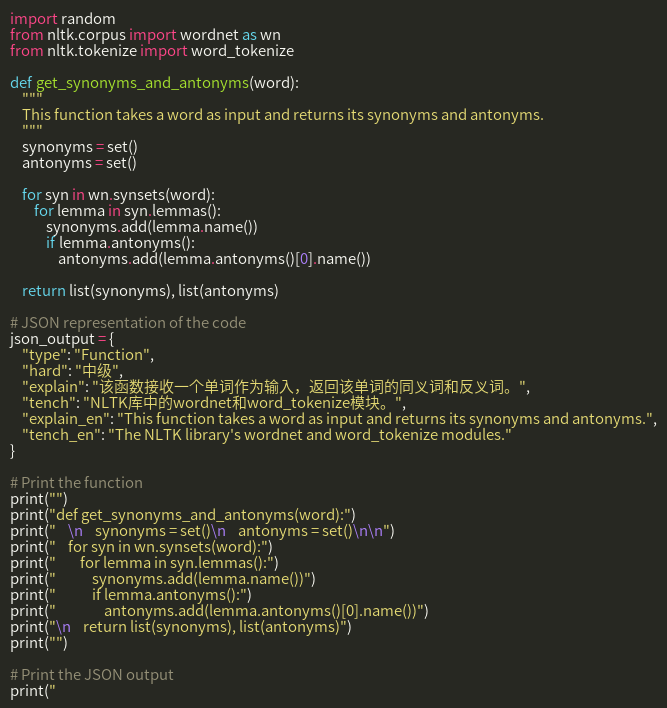 import random
from nltk.corpus import wordnet as wn
from nltk.tokenize import word_tokenize

def get_synonyms_and_antonyms(word):
    """
    This function takes a word as input and returns its synonyms and antonyms.
    """
    synonyms = set()
    antonyms = set()

    for syn in wn.synsets(word):
        for lemma in syn.lemmas():
            synonyms.add(lemma.name())
            if lemma.antonyms():
                antonyms.add(lemma.antonyms()[0].name())

    return list(synonyms), list(antonyms)

# JSON representation of the code
json_output = {
    "type": "Function",
    "hard": "中级",
    "explain": "该函数接收一个单词作为输入，返回该单词的同义词和反义词。",
    "tench": "NLTK库中的wordnet和word_tokenize模块。",
    "explain_en": "This function takes a word as input and returns its synonyms and antonyms.",
    "tench_en": "The NLTK library's wordnet and word_tokenize modules."
}

# Print the function
print("")
print("def get_synonyms_and_antonyms(word):")
print("    \n    synonyms = set()\n    antonyms = set()\n\n")
print("    for syn in wn.synsets(word):")
print("        for lemma in syn.lemmas():")
print("            synonyms.add(lemma.name())")
print("            if lemma.antonyms():")
print("                antonyms.add(lemma.antonyms()[0].name())")
print("\n    return list(synonyms), list(antonyms)")
print("")

# Print the JSON output
print("